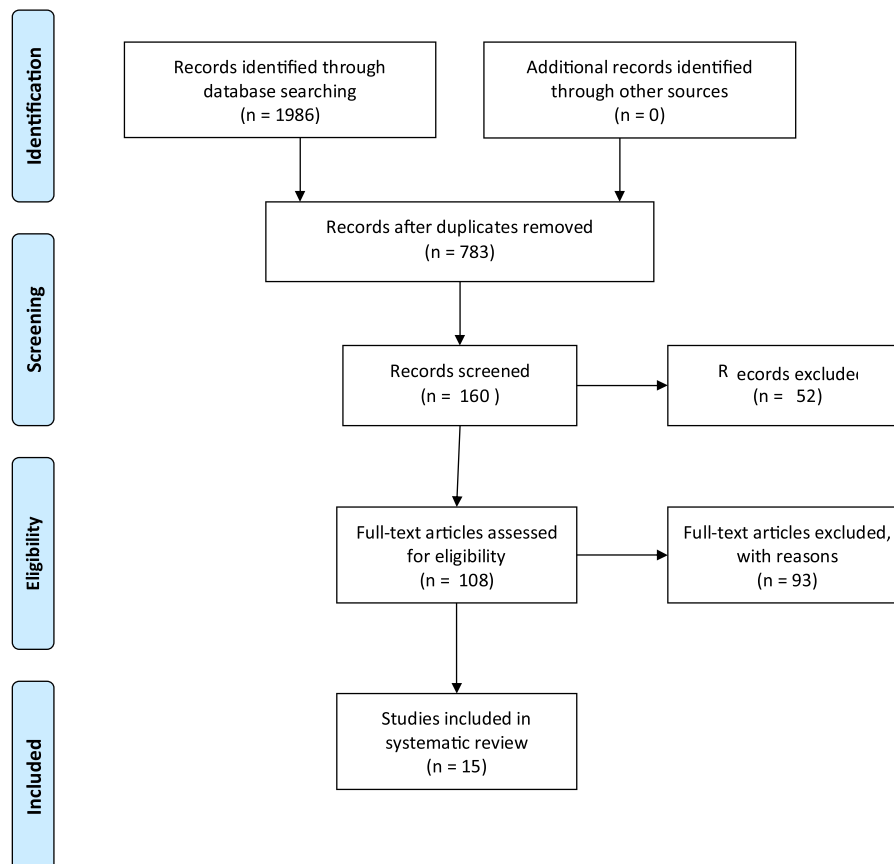 Identification
Records identified through
database searching
(n = 1986)
Additional records identified
through other sources
(n = 0)
Records after duplicates removed
(n = 783)
Screening
Records screened
(n = 160 )
R ecords exclude
(n = 52)
Eligibility
Full-text articles assessed
for eligibility
(n = 108)
Full-text articles excluded,
with reasons
(n = 93)
Included
Studies included in
systematic review
(n = 15)